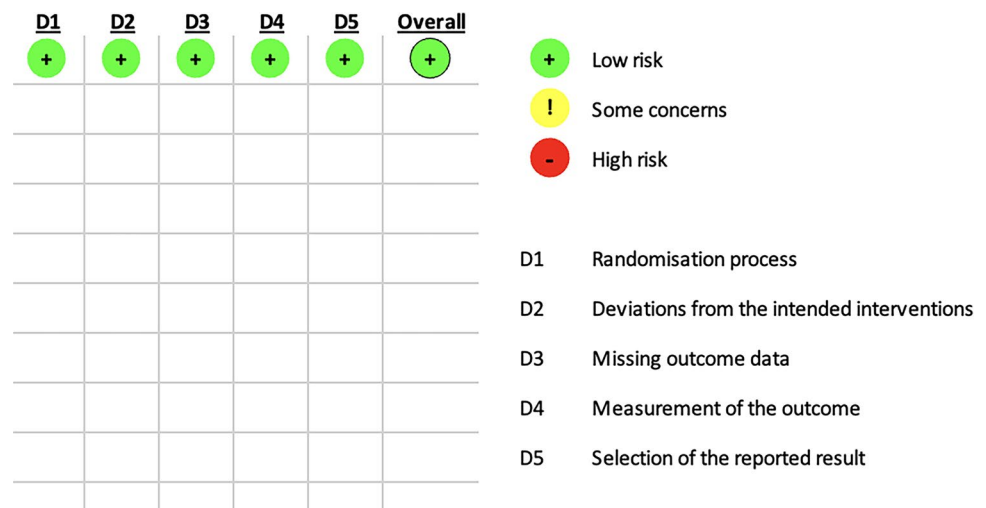 D1 D2 D3 D4 D5 Overall
+ + + + + +
+ Low risk
! Some concerns
- High risk
D1 Randomisation process
D2 Deviations from the intended interventions
D3 Missing outcome data
D4 Measurement of the outcome
D5 Selection of the reported result